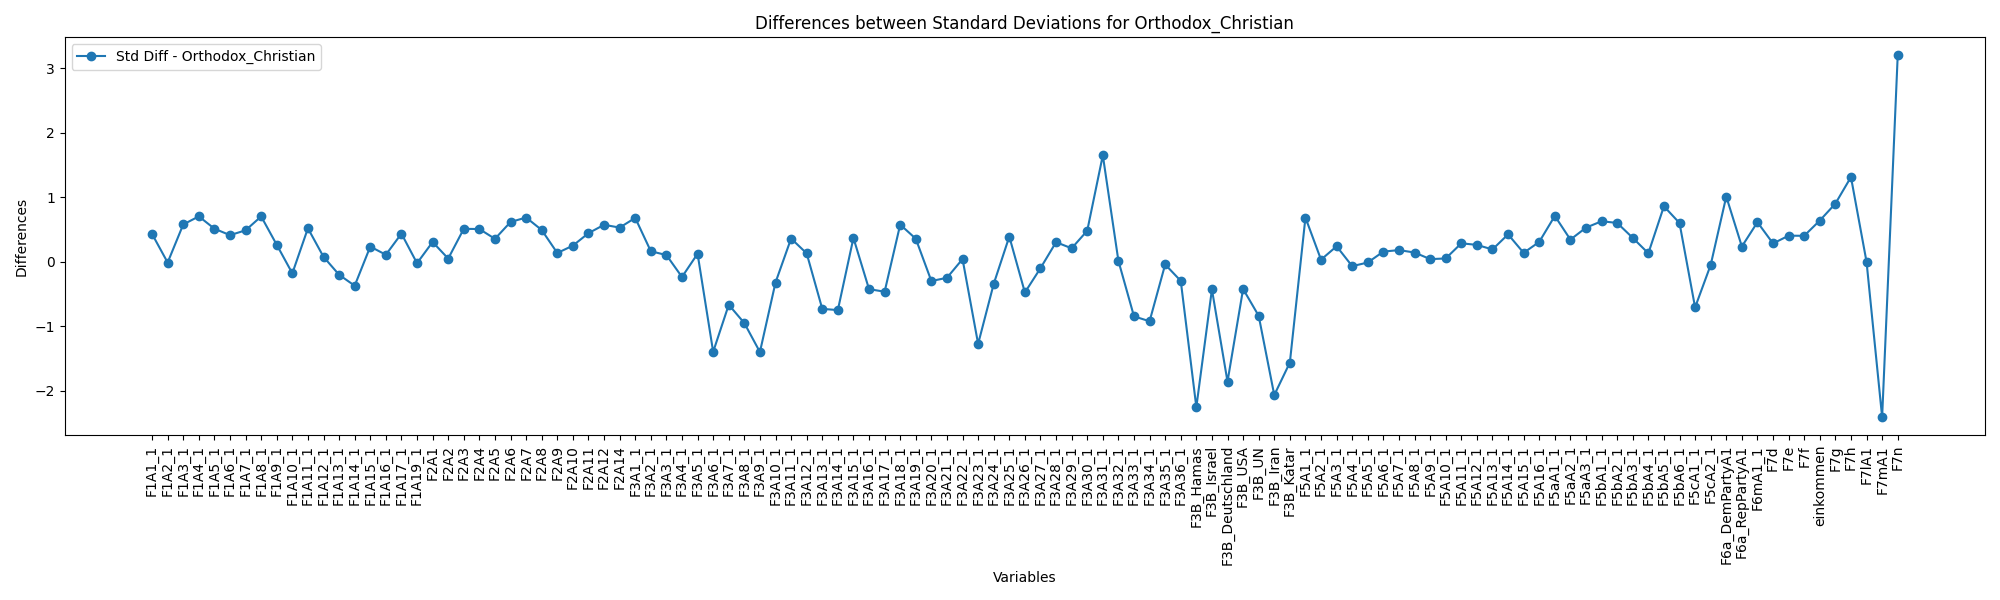 Differences between Standard Deviations for Orthodox_Christian
Std Diff - Orthodox_Christian
Differences
3
2
1
0
−1
−2
F1A1_1
F1A2_1
F1A3_1
F1A4_1
F1A5_1
F1A6_1
F1A7_1
F1A8_1
F1A9_1
F1A10_1
F1A11_1
F1A12_1
F1A13_1
F1A14_1
F1A15_1
F1A16_1
F1A17_1
F1A19_1
F2A1
F2A2
F2A3
F2A4
F2A5
F2A6
F2A7
F2A8
F2A9
F2A10
F2A11
F2A12
F2A14
F3A1_1
F3A2_1
F3A3_1
F3A4_1
F3A5_1
F3A6_1
F3A7_1
F3A8_1
F3A9_1
F3A10_1
F3A11_1
F3A12_1
F3A13_1
F3A14_1
F3A15_1
F3A16_1
F3A17_1
F3A18_1
F3A19_1
F3A20_1
F3A21_1
F3A22_1
F3A23_1
F3A24_1
F3A25_1
F3A26_1
F3A27_1
F3A28_1
F3A29_1
F3A30_1
F3A31_1
F3A32_1
F3A33_1
F3A34_1
F3A35_1
F3A36_1
F3B_Hamas
F3B_Israel
F3B_Deutschland
F3B_USA
F3B_UN
F3B_Iran
F3B_Katar
F5A1_1
F5A2_1
F5A3_1
F5A4_1
F5A5_1
F5A6_1
F5A7_1
F5A8_1
F5A9_1
F5A10_1
F5A11_1
F5A12_1
F5A13_1
F5A14_1
F5A15_1
F5A16_1
F5aA1_1
F5aA2_1
F5aA3_1
F5bA1_1
F5bA2_1
F5bA3_1
F5bA4_1
F5bA5_1
F5bA6_1
F5cA1_1
F5cA2_1
F6a_DemPartyA1
F6a_RepPartyA1
F6mA1_1
F7d
F7e
F7f
einkommen
F7g
F7h
F7lA1
F7mA1
F7n
Variables